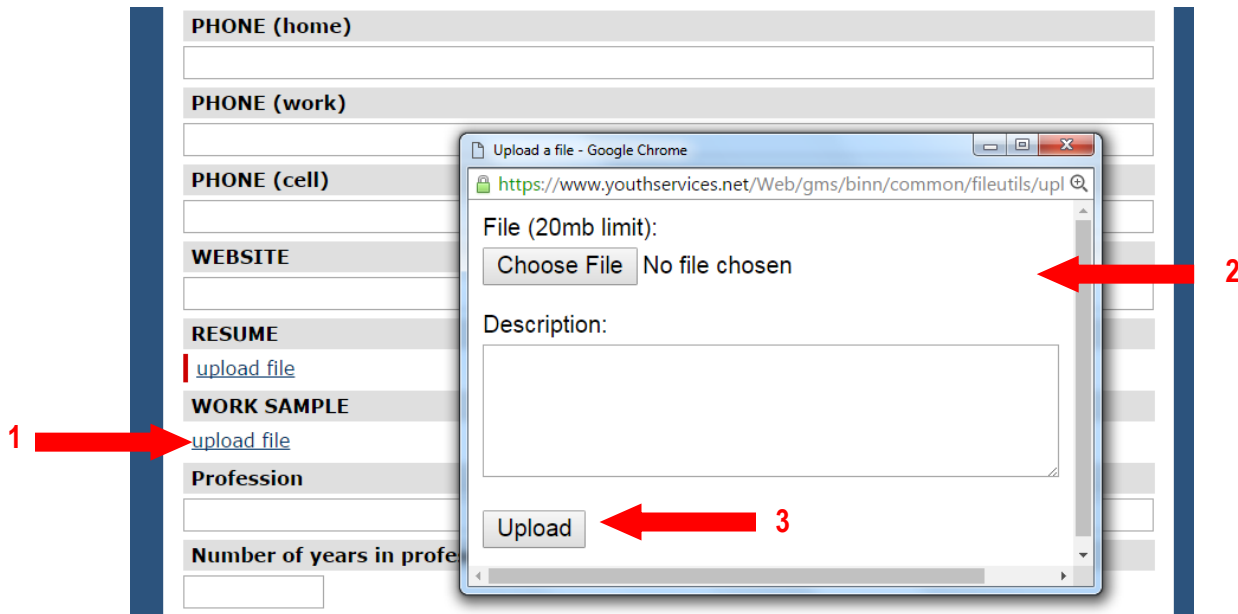 PHONE (home)
PHONE (work)
PHONE (cell)
WEBSITE
RESUME
upload file
WORK SAMPLE
1
upload file
Profession
Number of years in profe
Upload a file - Google Chrome
https://www.youthservices.net/Web/gms/binn/common/fileutils/upl
File (20mb limit):
Choose File No file chosen
2
Description:
Upload
3